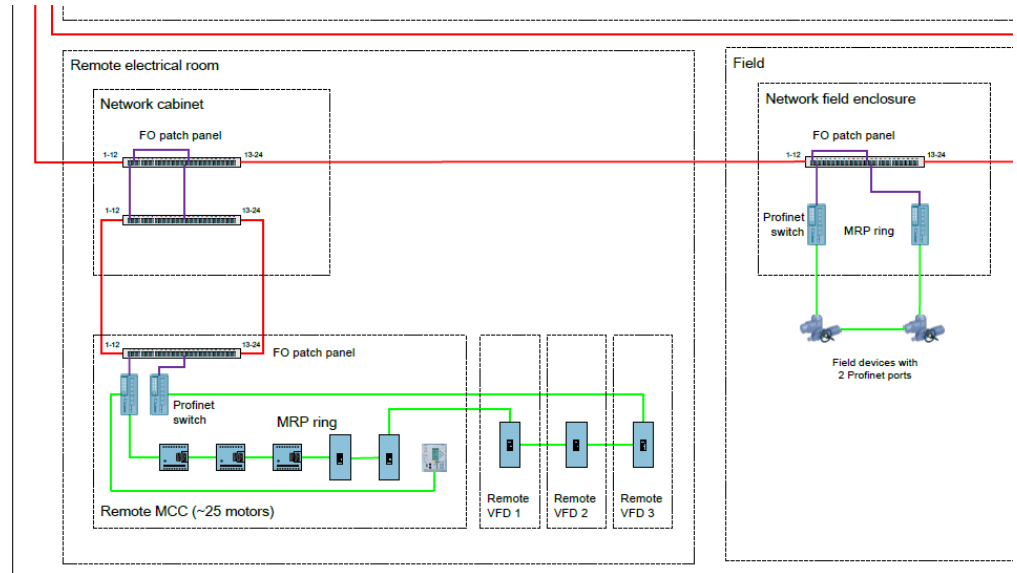 Remote electrical room
Network cabinet
FO patch panel
1-12
13-24
1-12
13-24
1-12
13-24
FO patch panel
Profinet
switch
MRP ring
Remote MCC (~25 motors)
Remote
VFD 1
Remote
VFD 2
Remote
VFD 3
Field
Network field enclosure
FO patch panel
1-12
13-24
Profinet
switch
MRP ring
Field devices with
2 Profinet ports